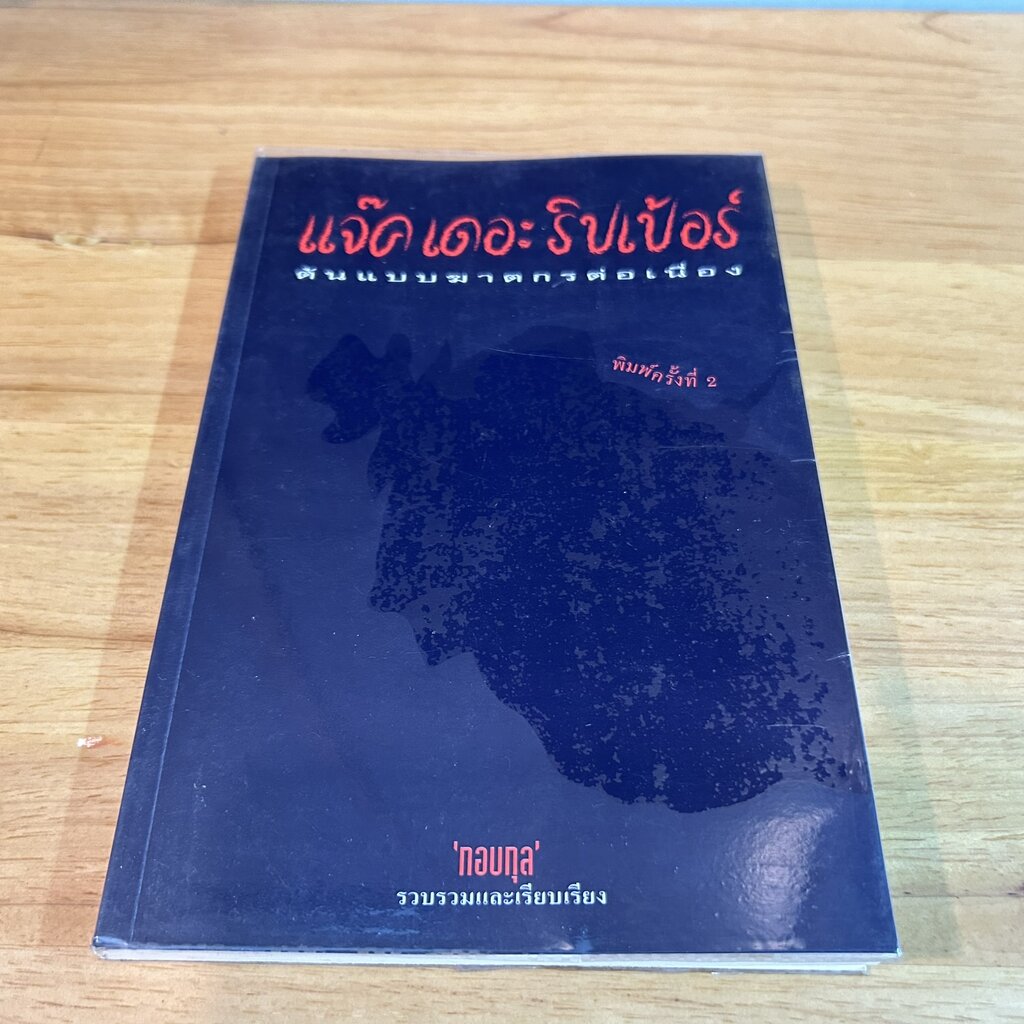 แจ๊ค เดอะ ริปเป้อร์
ต้นแบบฆาตกรต่อเนื่อง
พิมพ์ครั้งที่ 2
'กอบกุล'
รวบรวมและเรียบเรียง